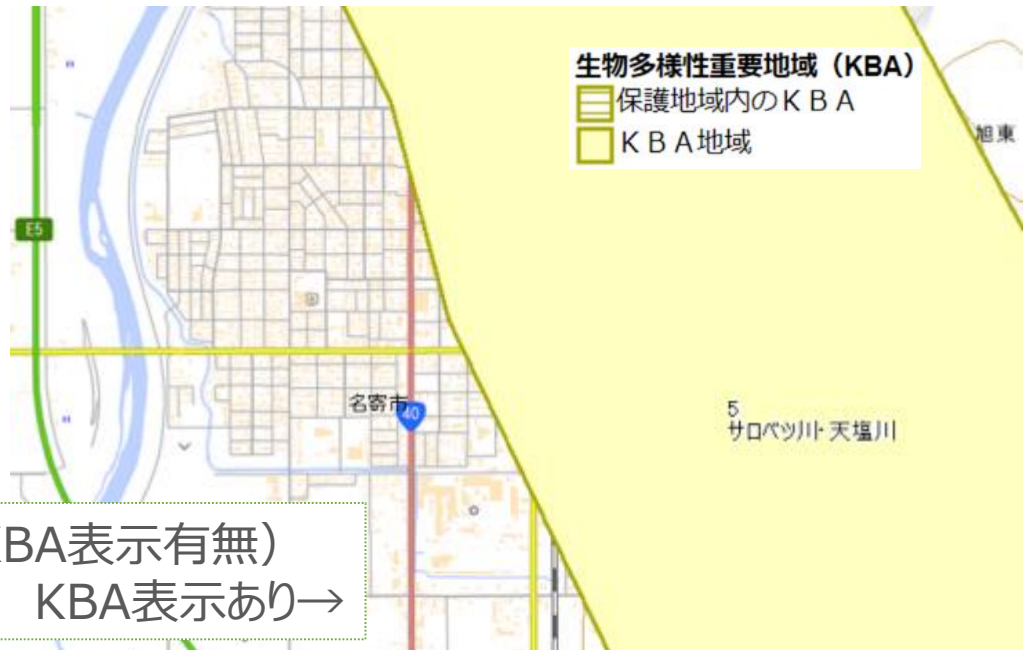 生物多様性重要地域（KBA）
保護地域内のＫＢＡ
ＫＢＡ地域
旭東
E5
名寄市
40
5
サロベツ川・天塩川
BA表示有無）
KBA表示あり→